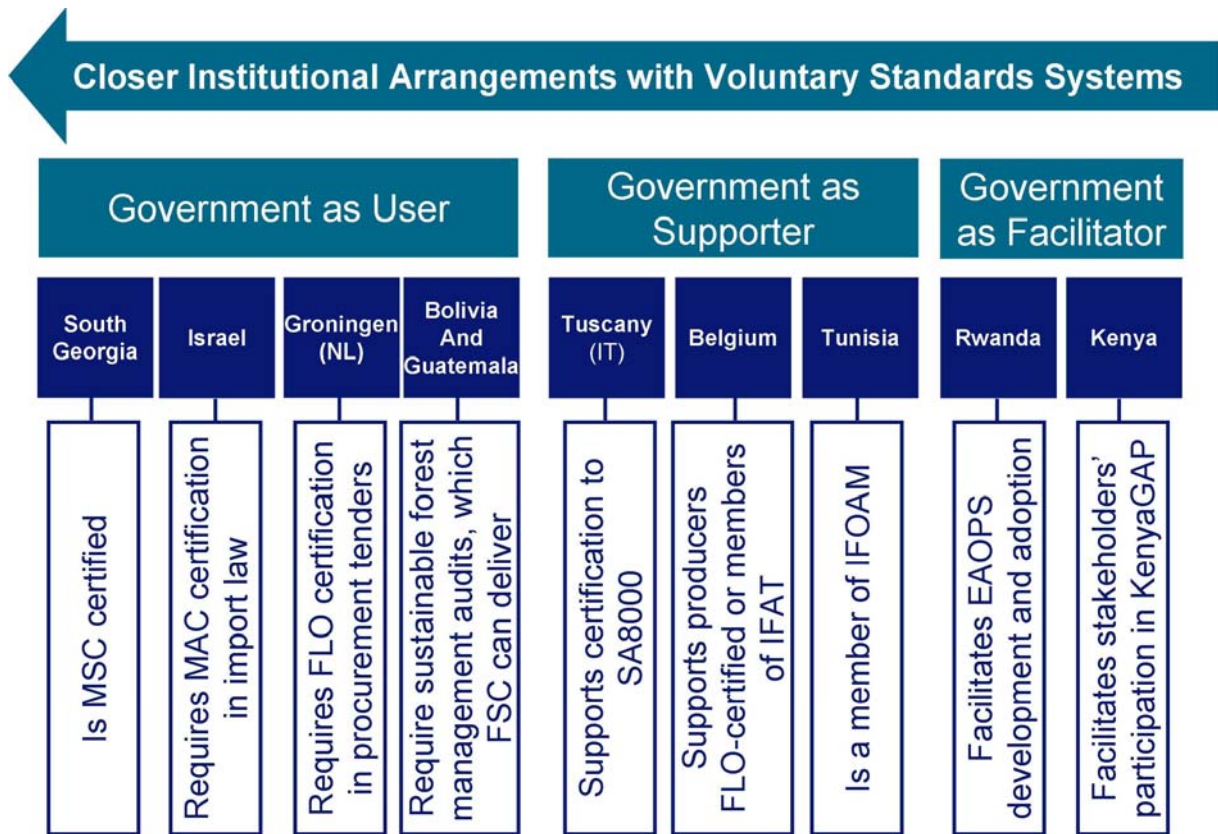 Closer Institutional Arrangements with Voluntary Standards Systems
Government as User
Government as
Supporter
Government
as Facilitator
South
Georgia
Israel
Groningen
(NL)
Bolivia
And
Guatemala
Tuscany
(IT)
Belgium
Tunisia
Rwanda
Kenya
Is MSC certified
Requires MAC certification
in import law
Requires FLO certification
in procurement tenders
Require sustainable forest
management audits, which
FSC can deliver
Supports certification to
SA8000
Supports producers
FLO-certified or members
of IFAT
Is a member of IFOAM
Facilitates EAOPS
development and adoption
Facilitates stakeholders'
participation in KenyaGAP